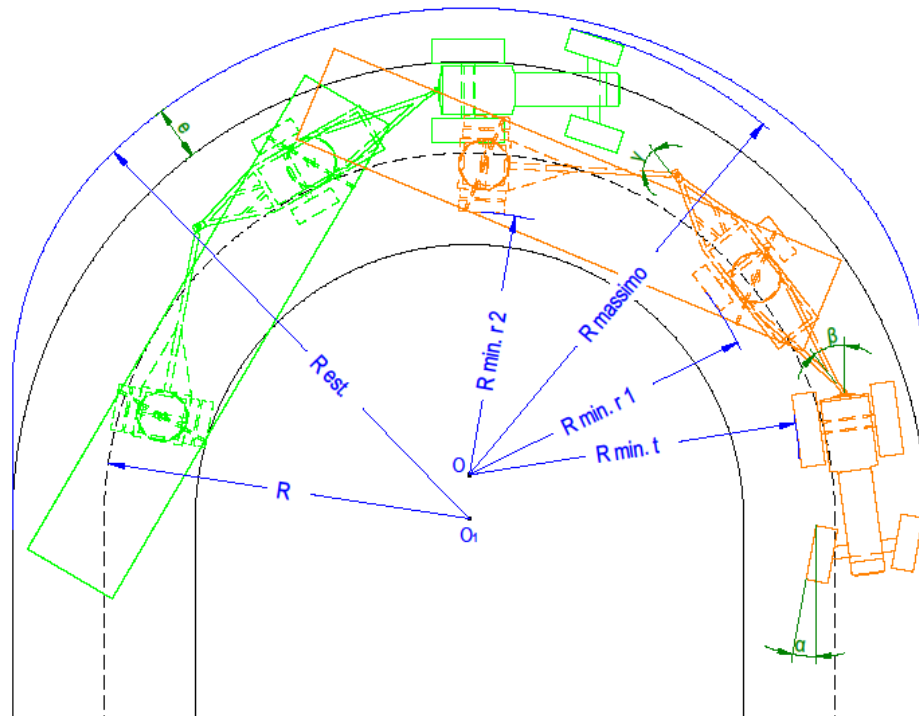 e
γ
R massimo
R min. r 2
β
R est.
R min. r 1
R min. t
O
R
O₁
α